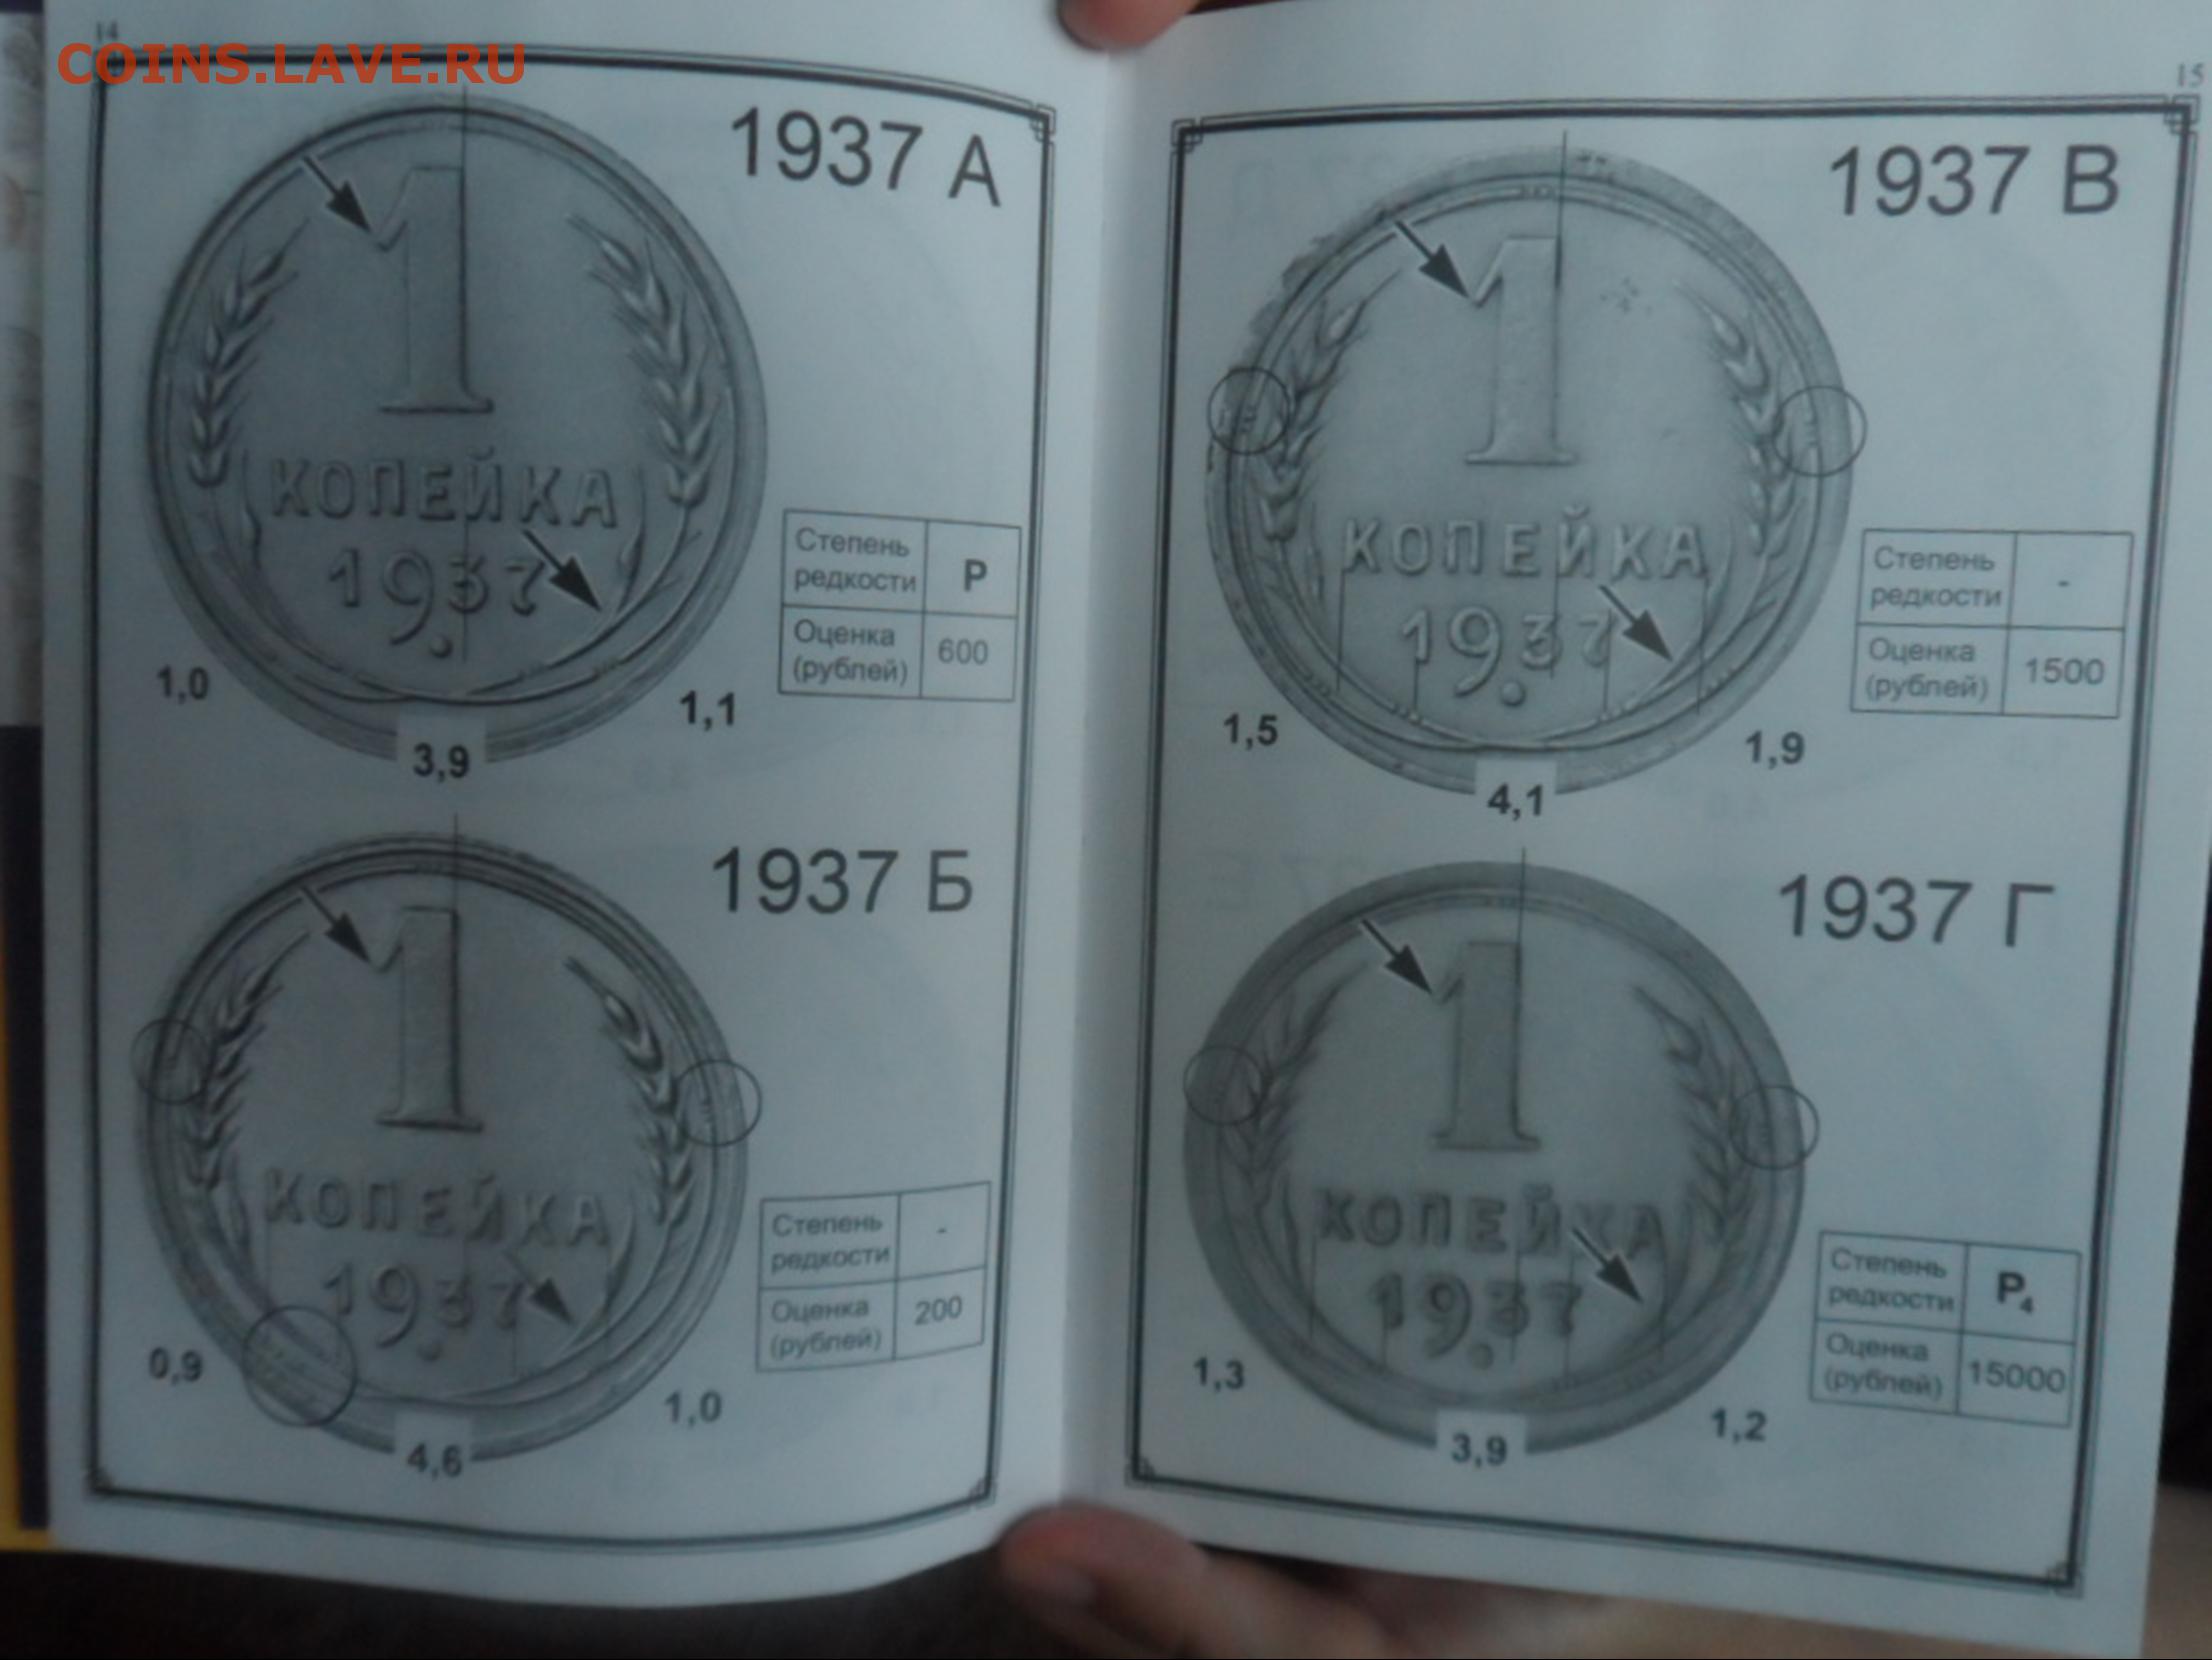 COINS.LAVE.RU
14
1937 А
1
КОПЕЙКА
1937
Степень
редкости
Р
Оценка
(рублей)
600
1,0
3,9
1,1
1937 Б
1
КОПЕЙКА
1937
Степень
редкости
-
Оценка
(рублей)
200
0,9
4,6
1,0
15
1937 В
1
КОПЕЙКА
1937
Степень
редкости
-
Оценка
(рублей)
1500
1,5
4,1
1,9
1937 Г
1
КОПЕЙКА
1937
Степень
редкости
Р4
Оценка
(рублей)
15000
1,3
3,9
1,2